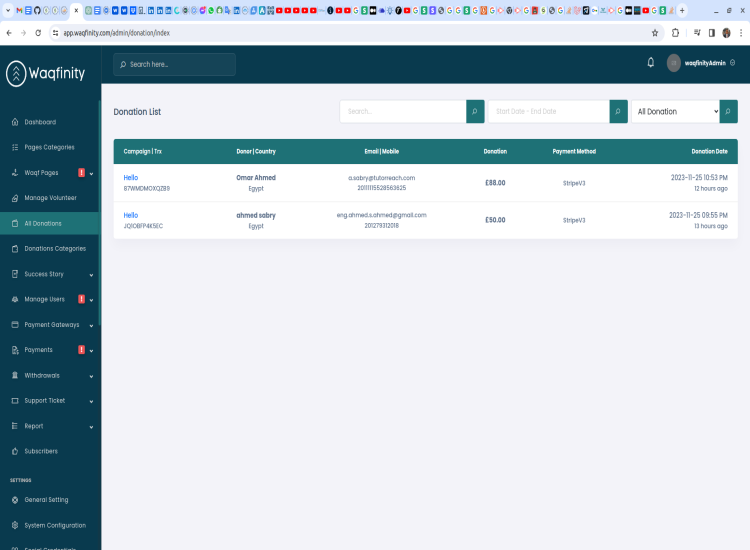 app.waqfinity.com/admin/donation/index
Waqfinity
Search here...
waqfinityAdmin
Dashboard
Pages Categories
Waqf Pages
Manage Volunteer
All Donations
Donations Categories
Success Story
Manage Users
Payment Gateways
Payments
Withdrawals
Support Ticket
Report
Subscribers
SETTINGS
General Setting
System Configuration
Donation List
Search...
Start Date - End Date
All Donation
Campaign | Trx
Donor | Country
Email | Mobile
Donation
Payment Method
Donation Date
Hello
Omar Ahmed
a.sabry@tutorreach.com
£88.00
StripeV3
2023-11-25 10:53 PM
87WMDMOXQZB9
Egypt
20111115528563625
12 hours ago
Hello
ahmed sabry
eng.ahmed.s.ahmed@gmail.com
£50.00
StripeV3
2023-11-25 09:55 PM
JQ1OBFP4K5EC
Egypt
201279312018
13 hours ago